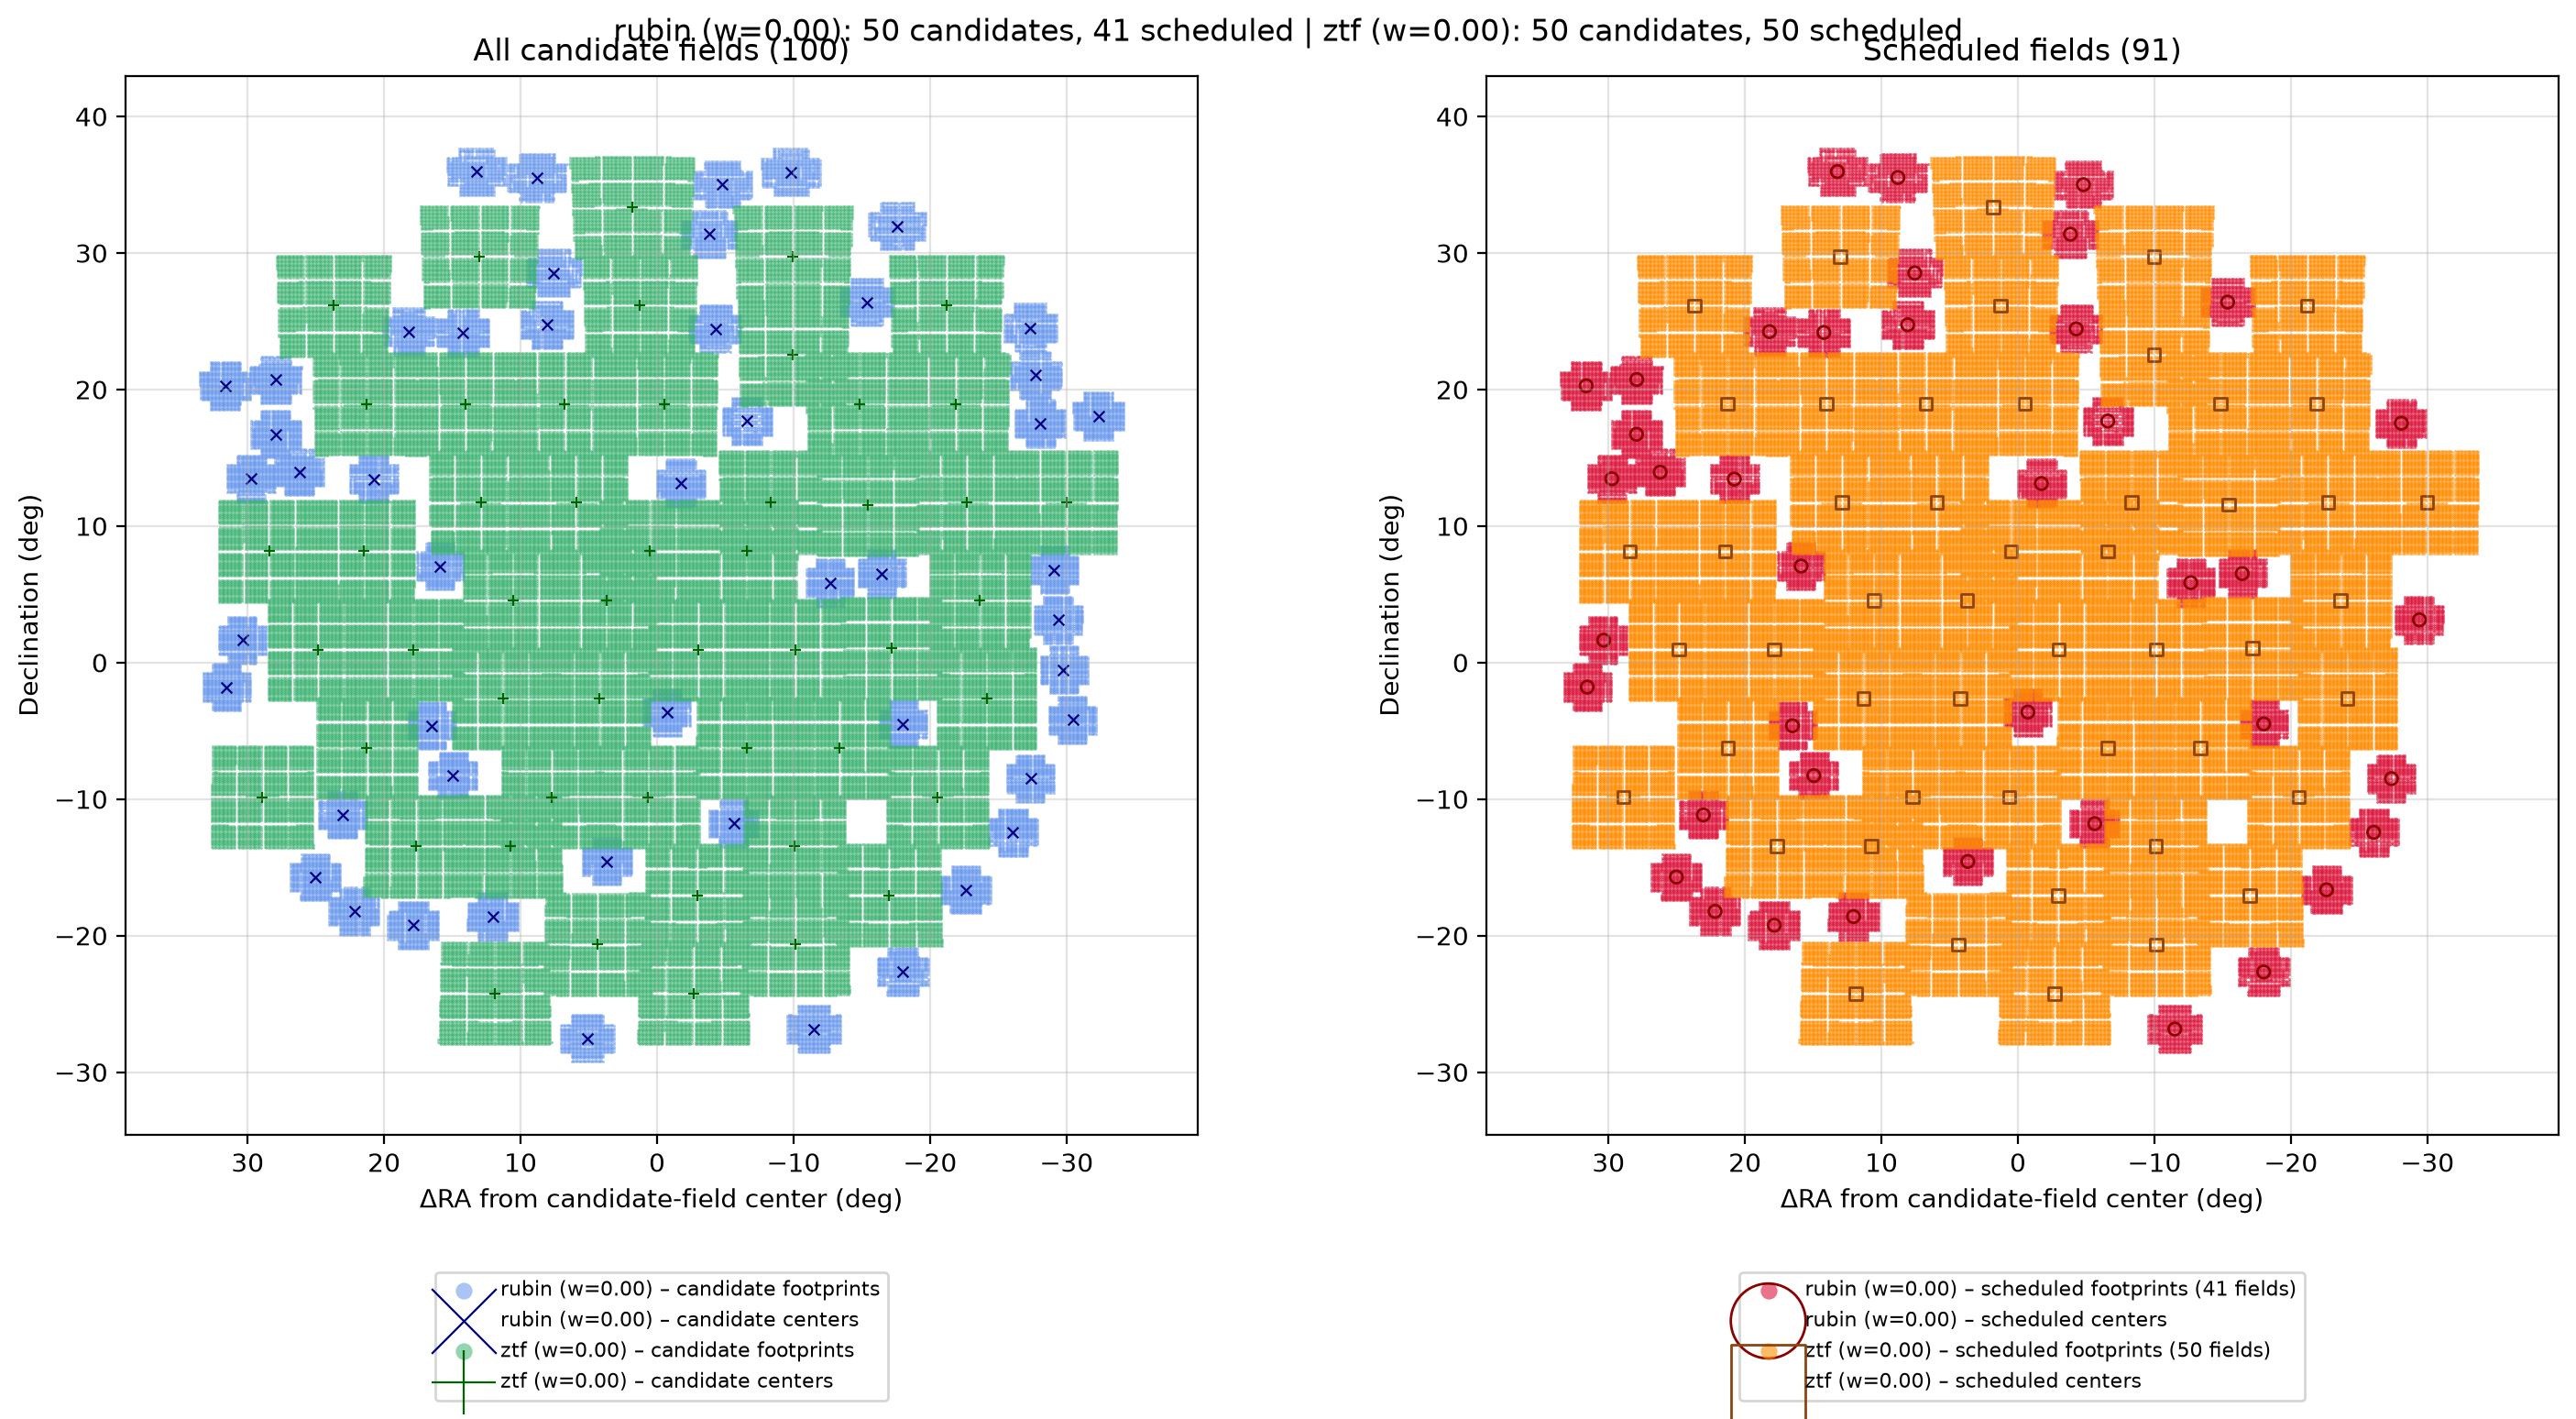 rubin (w=0.00): 50 candidates, 41 scheduled | ztf (w=0.00): 50 candidates, 50 scheduled
All candidate fields (100)
Scheduled fields (91)
Declination (deg)
40
30
20
10
0
−10
−20
−30
30
20
10
0
−10
−20
−30
ΔRA from candidate-field center (deg)
rubin (w=0.00) – candidate footprints
rubin (w=0.00) – candidate centers
ztf (w=0.00) – candidate footprints
ztf (w=0.00) – candidate centers
Declination (deg)
40
30
20
10
0
−10
−20
−30
30
20
10
0
−10
−20
−30
ΔRA from candidate-field center (deg)
rubin (w=0.00) – scheduled footprints (41 fields)
rubin (w=0.00) – scheduled centers
ztf (w=0.00) – scheduled footprints (50 fields)
ztf (w=0.00) – scheduled centers